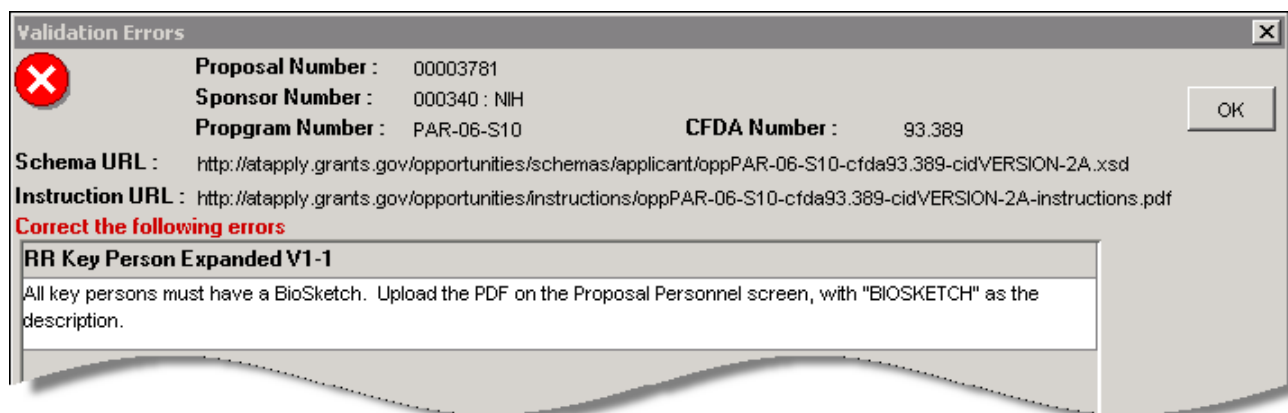 Validation Errors
Proposal Number : 00003781
Sponsor Number : 000340 : NIH
OK
Propgram Number : PAR-06-S10 CFDA Number : 93.389
Schema URL : http://atapply.grants.gov/opportunities/schemas/applicant/oppPAR-06-S10-cfda93.389-cidVERSION-2A.xsd
Instruction URL : http://atapply.grants.gov/opportunities/instructions/oppPAR-06-S10-cfda93.389-cidVERSION-2A-instructions.pdf
Correct the following errors
RR Key Person Expanded V1-1
All key persons must have a BioSketch. Upload the PDF on the Proposal Personnel screen, with "BIOSKETCH" as the
description.